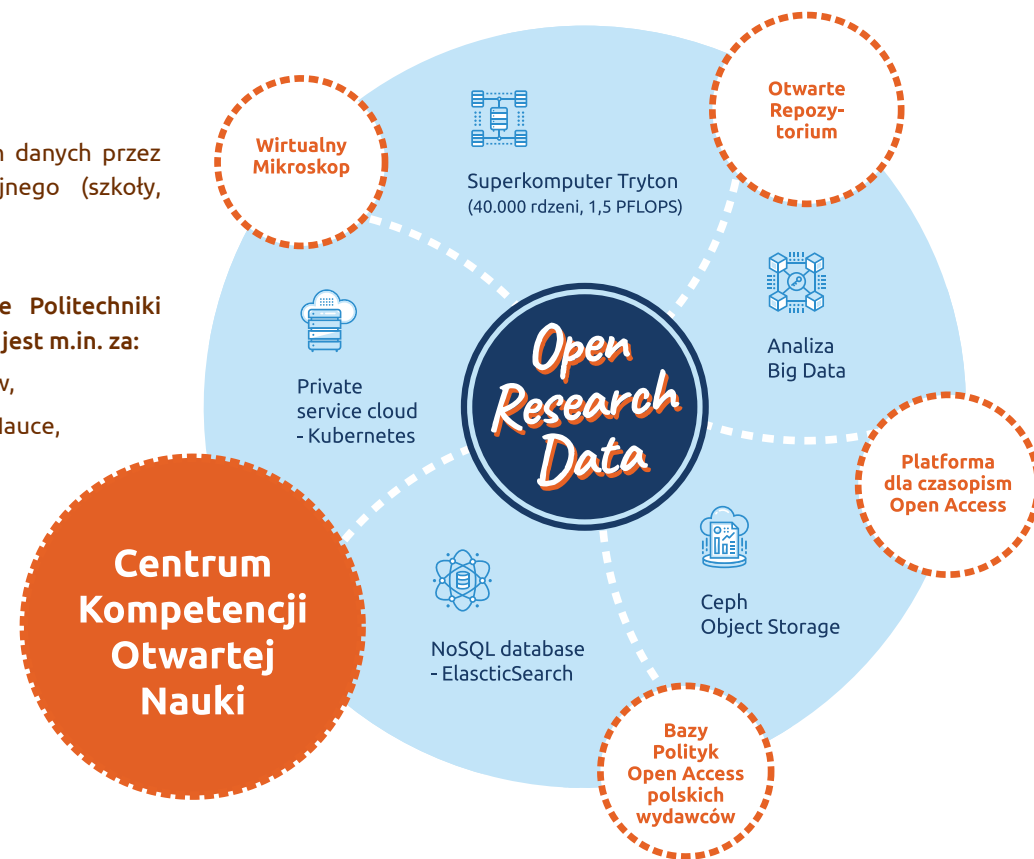 danych przez
jnego (szkoły,
e Politechniki
jest m.in. za:
w,
auce,
Wirtualny
Mikroskop
Superkomputer Tryton
(40.000 rdzeni, 1,5 PFLOPS)
Otwarte
Repozy-
torium
Private
service cloud
- Kubernetes
Open
Research
Data
Analiza
Big Data
Platforma
dla czasopism
Open Access
Centrum
Kompetencji
Otwartej
Nauki
NoSQL database
- ElascticSearch
Ceph
Object Storage
Bazy
Polityk
Open Access
polskich
wydawców